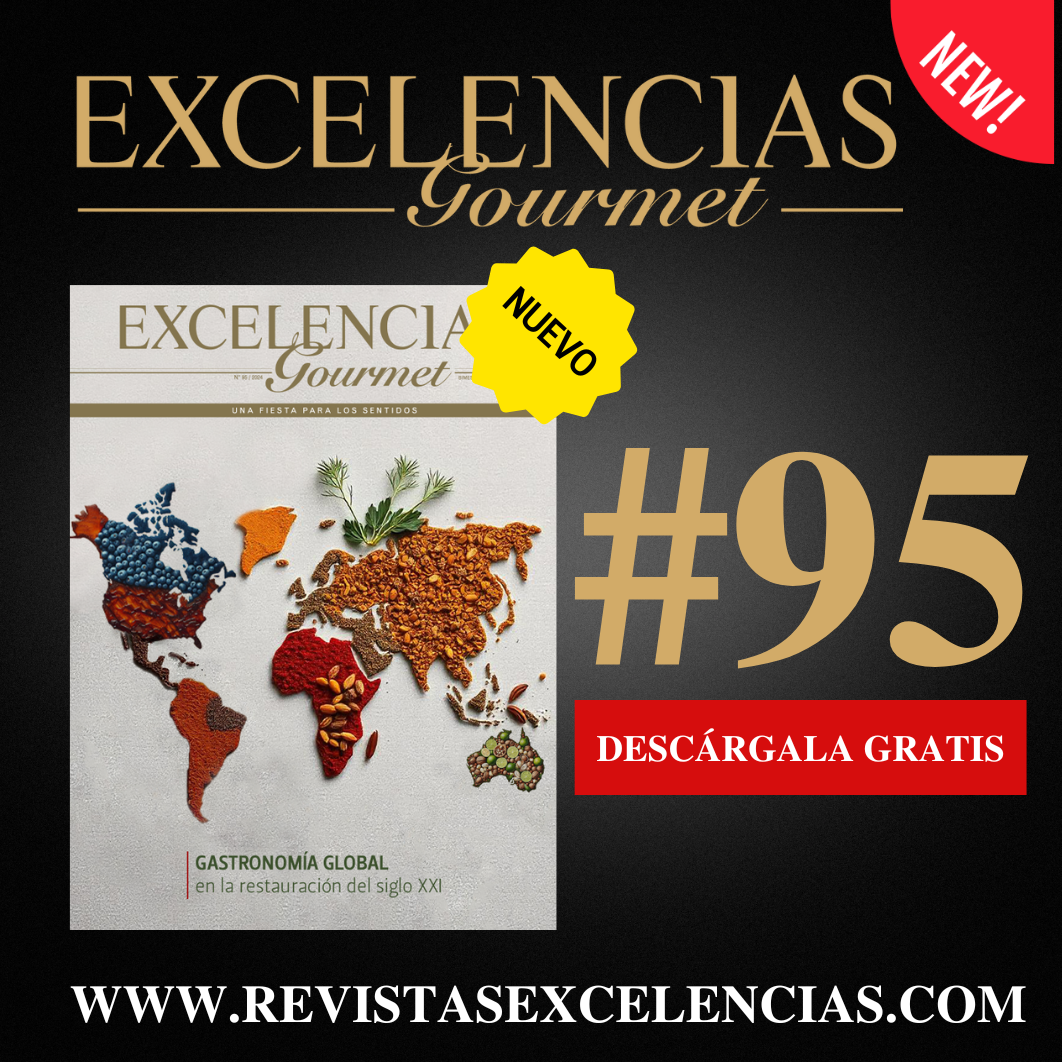 NEW!
EXCELENCIAS
Gourmet
NUEVO
EXCELENCIA
Gourmet
UNA FIESTA PARA LOS SENTIDOS
#95
DESCÁRGALA GRATIS
GASTRONOMÍA GLOBAL
en la restauración del siglo XXI
WWW.REVISTASEXCELENCIAS.COM